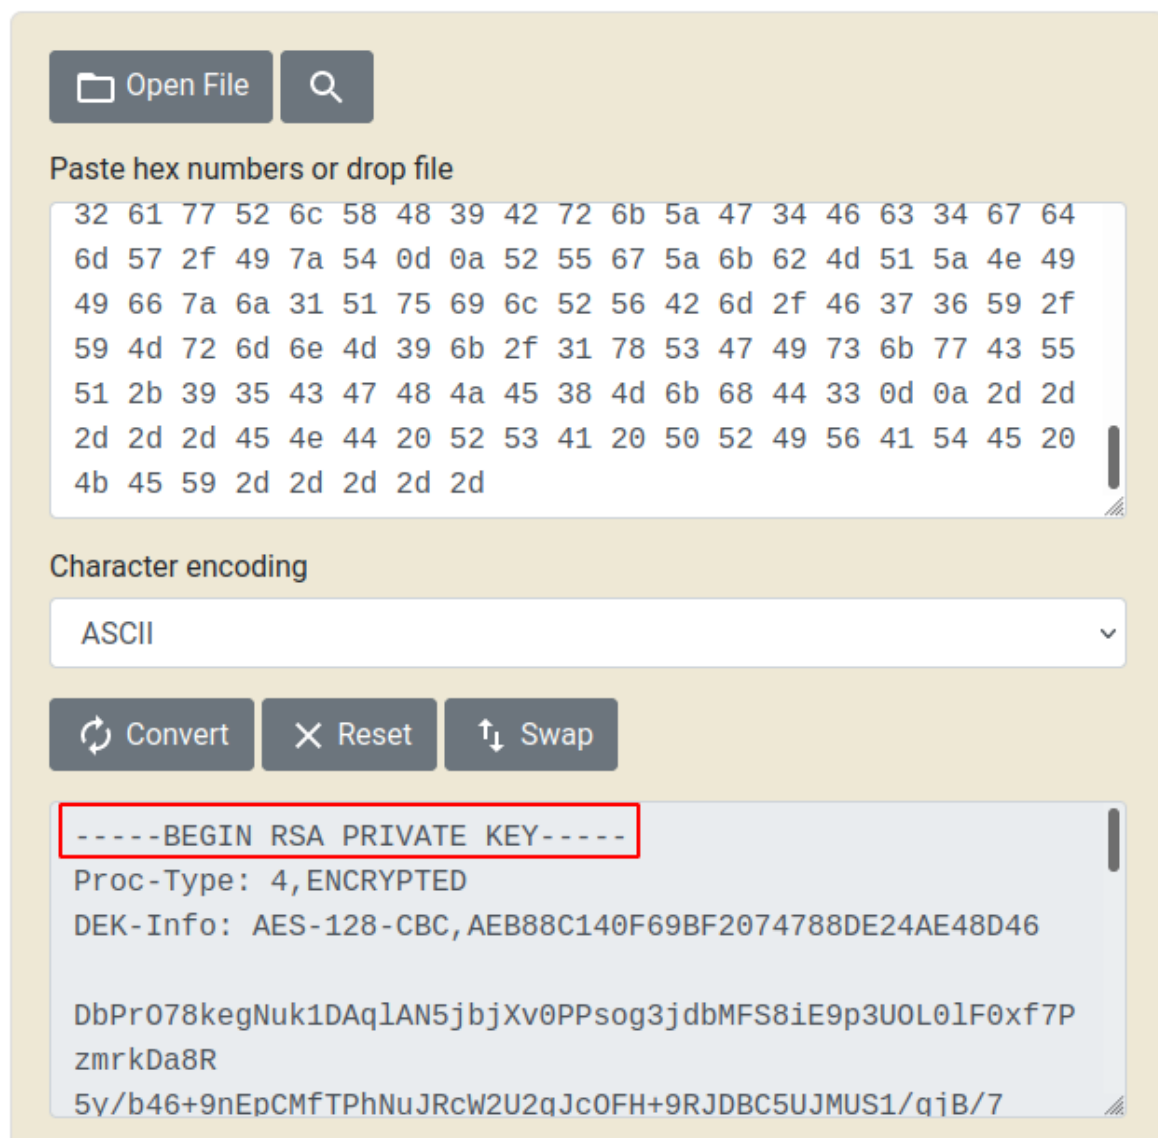 Open File
Paste hex numbers or drop file
32 61 77 52 6c 58 48 39 42 72 6b 5a 47 34 46 63 34 67 64
6d 57 2f 49 7a 54 0d 0a 52 55 67 5a 6b 62 4d 51 5a 4e 49
49 66 7a 6a 31 51 75 69 6c 52 56 42 6d 2f 46 37 36 59 2f
59 4d 72 6d 6e 4d 39 6b 2f 31 78 53 47 49 73 6b 77 43 55
51 2b 39 35 43 47 48 4a 45 38 4d 6b 68 44 33 0d 0a 2d 2d
2d 2d 2d 45 4e 44 20 52 53 41 20 50 52 49 56 41 54 45 20
4b 45 59 2d 2d 2d 2d 2d
Character encoding
ASCII
Convert Reset Swap
-----BEGIN RSA PRIVATE KEY-----
Proc-Type: 4,ENCRYPTED
DEK-Info: AES-128-CBC,AEB88C140F69BF2074788DE24AE48D46
DbPrO78kegNuk1DAqlAN5jbjXv0PPsog3jdbMFS8iE9p3UOL0lF0xf7P
zmrkDa8R
5y/b46+9nEpCMfTPhNuJRcW2U2gJcOFH+9RJDBC5UJMUS1/gjB/7